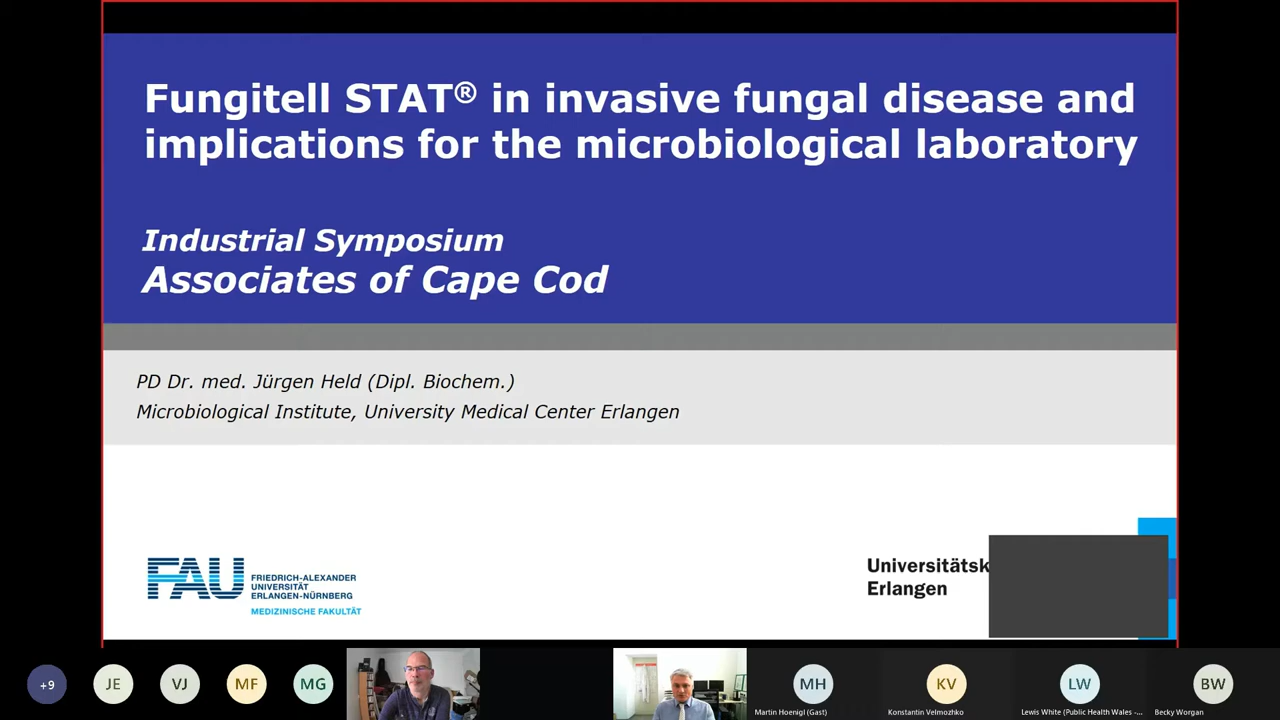 Fungitell STAT® in invasive fungal disease and
implications for the microbiological laboratory
Industrial Symposium
Associates of Cape Cod
PD Dr. med. Jürgen Held (Dipl. Biochem.)
Microbiological Institute, University Medical Center Erlangen
FAU
FRIEDRICH-ALEXANDER
UNIVERSITÄT
ERLANGEN-NÜRNBERG
MEDIZINISCHE FAKULTÄT
Universitätsk
Erlangen
+9
JE
VJ
MF
MG
MH
KV
LW
BW
Martin Hoenigl (Gast)
Konstantin Velmozhko
Lewis White (Public Health Wales -...
Becky Worgan